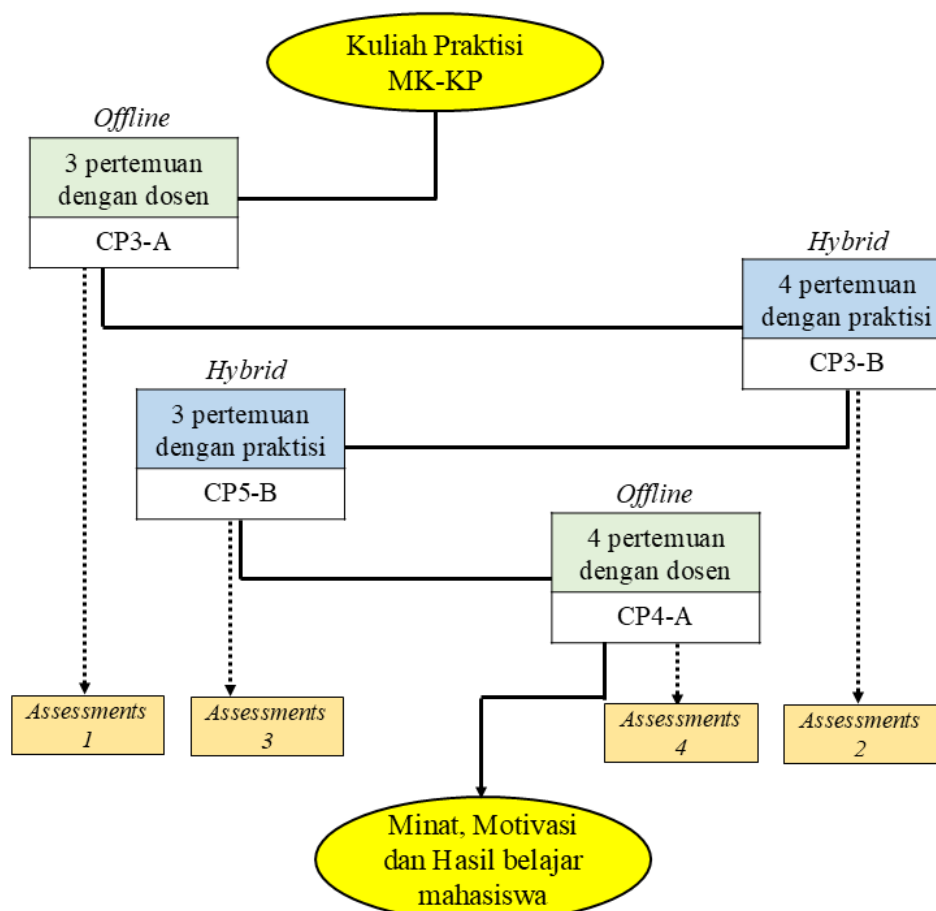 Kuliah Praktisi
MK-KP
Offline
3 pertemuan
dengan dosen
CP3-A
Hybrid
4 pertemuan
dengan praktisi
CP3-B
Hybrid
3 pertemuan
dengan praktisi
CP5-B
Offline
4 pertemuan
dengan dosen
CP4-A
Assessments
1
Assessments
3
Assessments
4
Assessments
2
Minat, Motivasi
dan Hasil belajar
mahasiswa